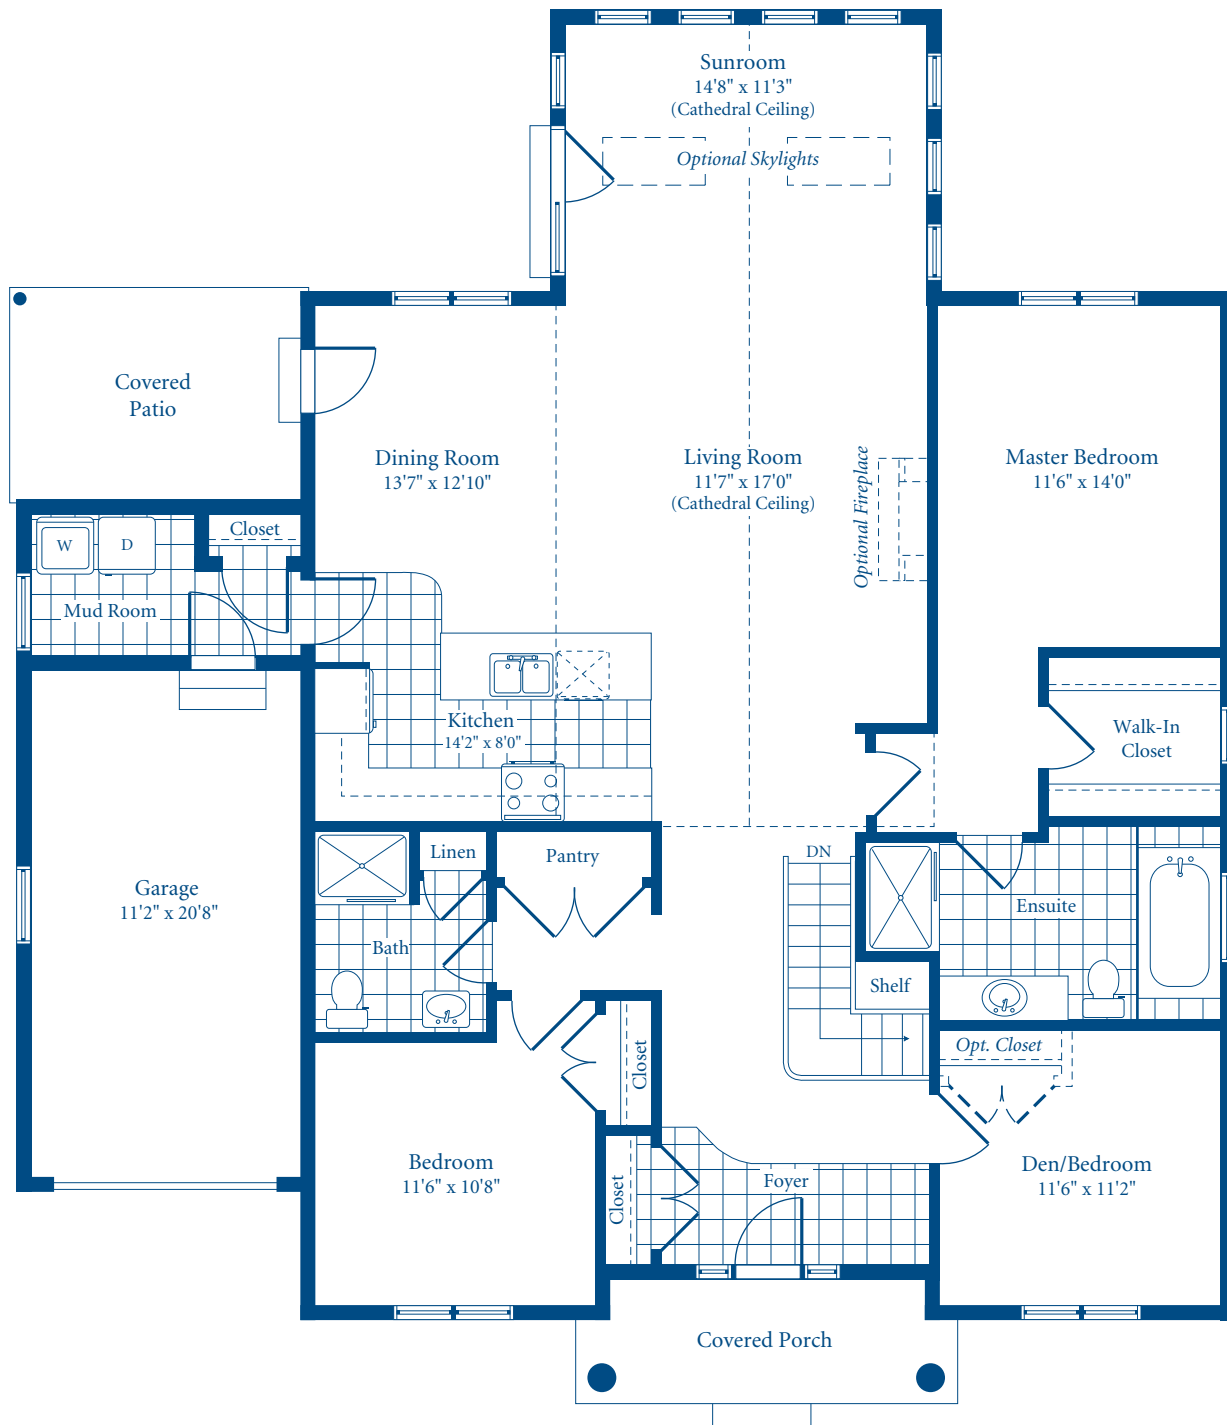 Sunroom
14'8" x 11'3"
(Cathedral Ceiling)
Optional Skylights
Covered
Patio
Dining Room
13'7" x 12'10"
Living Room
11'7" x 17'0"
(Cathedral Ceiling)
Optional Fireplace
Master Bedroom
11'6" x 14'0"
Closet
W
D
Mud Room
Kitchen
14'2" x 8'0"
Walk-In
Closet
Garage
11'2" x 20'8"
Linen
Pantry
DN
Bath
Ensuite
Shelf
Closet
Opt. Closet
Bedroom
11'6" x 10'8"
Closet
Foyer
Den/Bedroom
11'6" x 11'2"
Covered Porch